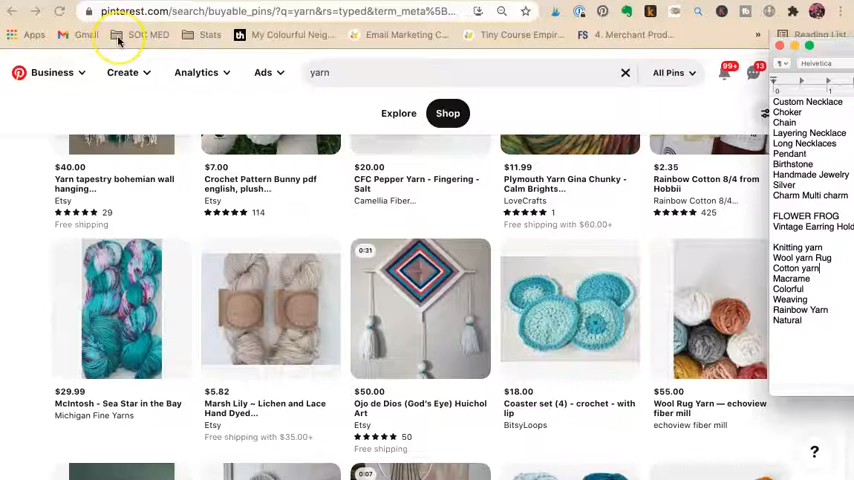 pinterest.com/search/buyable_pins/?q=yarn&rs=typed&term_meta%5B...
Apps Gmail SOC MED Stats My Colourful Neig... Email Marketing C... Tiny Course Empir... 4. Merchant Prod... » Reading List
Business Create Analytics Ads yarn All Pins 99+ 13
Explore Shop
Helvetica
0 1
Custom Necklace
Choker
Chain
Layering Necklace
Long Necklaces
Pendant
Birthstone
Handmade Jewelry
Silver
Charm Multi charm
FLOWER FROG
Vintage Earring Hold
Knitting yarn
Wool yarn Rug
Cotton yarn
Macrame
Colorful
Weaving
Rainbow Yarn
Natural
$40.00
Yarn tapestry bohemian wall
hanging...
Etsy
29
Free shipping
$7.00
Crochet Pattern Bunny pdf
english, plush...
Etsy
114
$20.00
CFC Pepper Yarn - Fingering -
Salt
Camellia Fiber...
$11.99
Plymouth Yarn Gina Chunky -
Calm Brights...
LoveCrafts
1
Free shipping with $60.00+
$2.35
Rainbow Cotton 8/4 from
Hobbii
Rainbow Cotton 8/4...
425
$29.99
McIntosh - Sea Star in the Bay
Michigan Fine Yarns
$5.82
Marsh Lily ~ Lichen and Lace
Hand Dyed...
Free shipping with $35.00+
0:31
$50.00
Ojo de Dios (God's Eye) Huichol
Art
Etsy
50
Free shipping
$18.00
Coaster set (4) - crochet - with
lip
BitsyLoops
$55.00
Wool Rug Yarn — echoview
fiber mill
echoview fiber mill
0:07
?